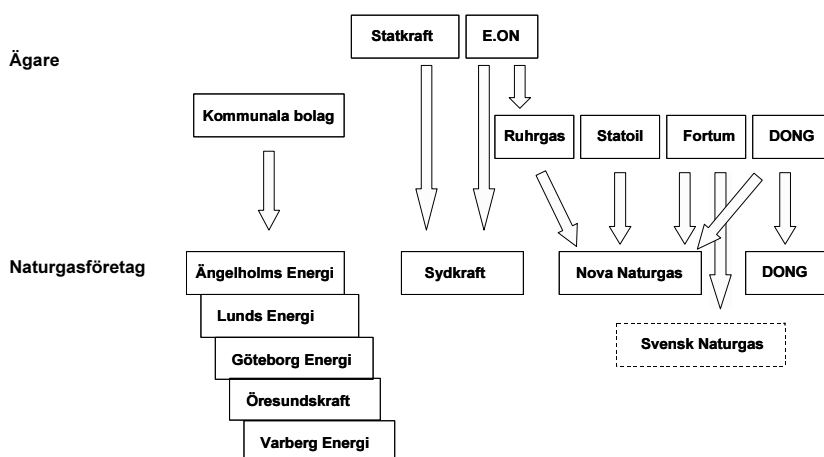 Statkraft
E.ON
Ägare
Kommunala bolag
Ruhrgas
Statoil
Fortum
DONG
Naturgasföretag
Ängelholms Energi
Sydkraft
Nova Naturgas
DONG
Lunds Energi
Svensk Naturgas
Göteborg Energi
Öresundskraft
Varberg Energi